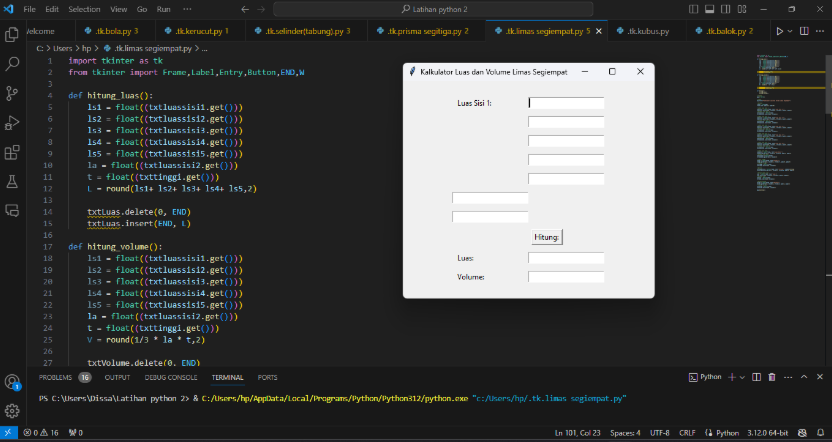 File Edit Selection View Go Run ··· Latihan python 2
elcome .tk.bola.py 3 .tk.kerucut.py 1 .tk.selinder(tabung).py 3 .tk.prisma segitiga.py 2 .tk.limas segiempat.py 5 .tk.kubus.py .tk.balok.py 2
C: > Users > hp > .tk.limas segiempat.py > ...
1 import tkinter as tk
2 from tkinter import Frame,Label,Entry,Button,END,W
3
4 def hitung_luas():
5 ls1 = float((txtluassisi1.get()))
6 ls2 = float((txtluassisi2.get()))
7 ls3 = float((txtluassisi3.get()))
8 ls4 = float((txtluassisi4.get()))
9 ls5 = float((txtluassisi5.get()))
10 la = float((txtluassisi2.get()))
11 t = float((txttinggi.get()))
12 L = round(ls1+ ls2+ ls3+ ls4+ ls5,2)
13
14 txtLuas.delete(0, END)
15 txtLuas.insert(END, L)
16
17 def hitung_volume():
18 ls1 = float((txtluassisi1.get()))
19 ls2 = float((txtluassisi2.get()))
20 ls3 = float((txtluassisi3.get()))
21 ls4 = float((txtluassisi4.get()))
22 ls5 = float((txtluassisi5.get()))
23 la = float((txtluassisi2.get()))
24 t = float((txttinggi.get()))
25 V = round(1/3 * la * t,2)
26
27 txtVolume.delete(0, END)
Kalkulator Luas dan Volume Limas Segiempat
Luas Sisi 1:
Hitung:
Luas:
Volume:
PROBLEMS 16 OUTPUT DEBUG CONSOLE TERMINAL PORTS Python
PS C:\Users\Dissa\Latihan python 2> & C:/Users/hp/AppData/Local/Programs/Python/Python312/python.exe "c:/Users/hp/.tk.limas segiempat.py"
1
0 16 0 Ln 101, Col 23 Spaces: 4 UTF-8 CRLF Python 3.12.0 64-bit